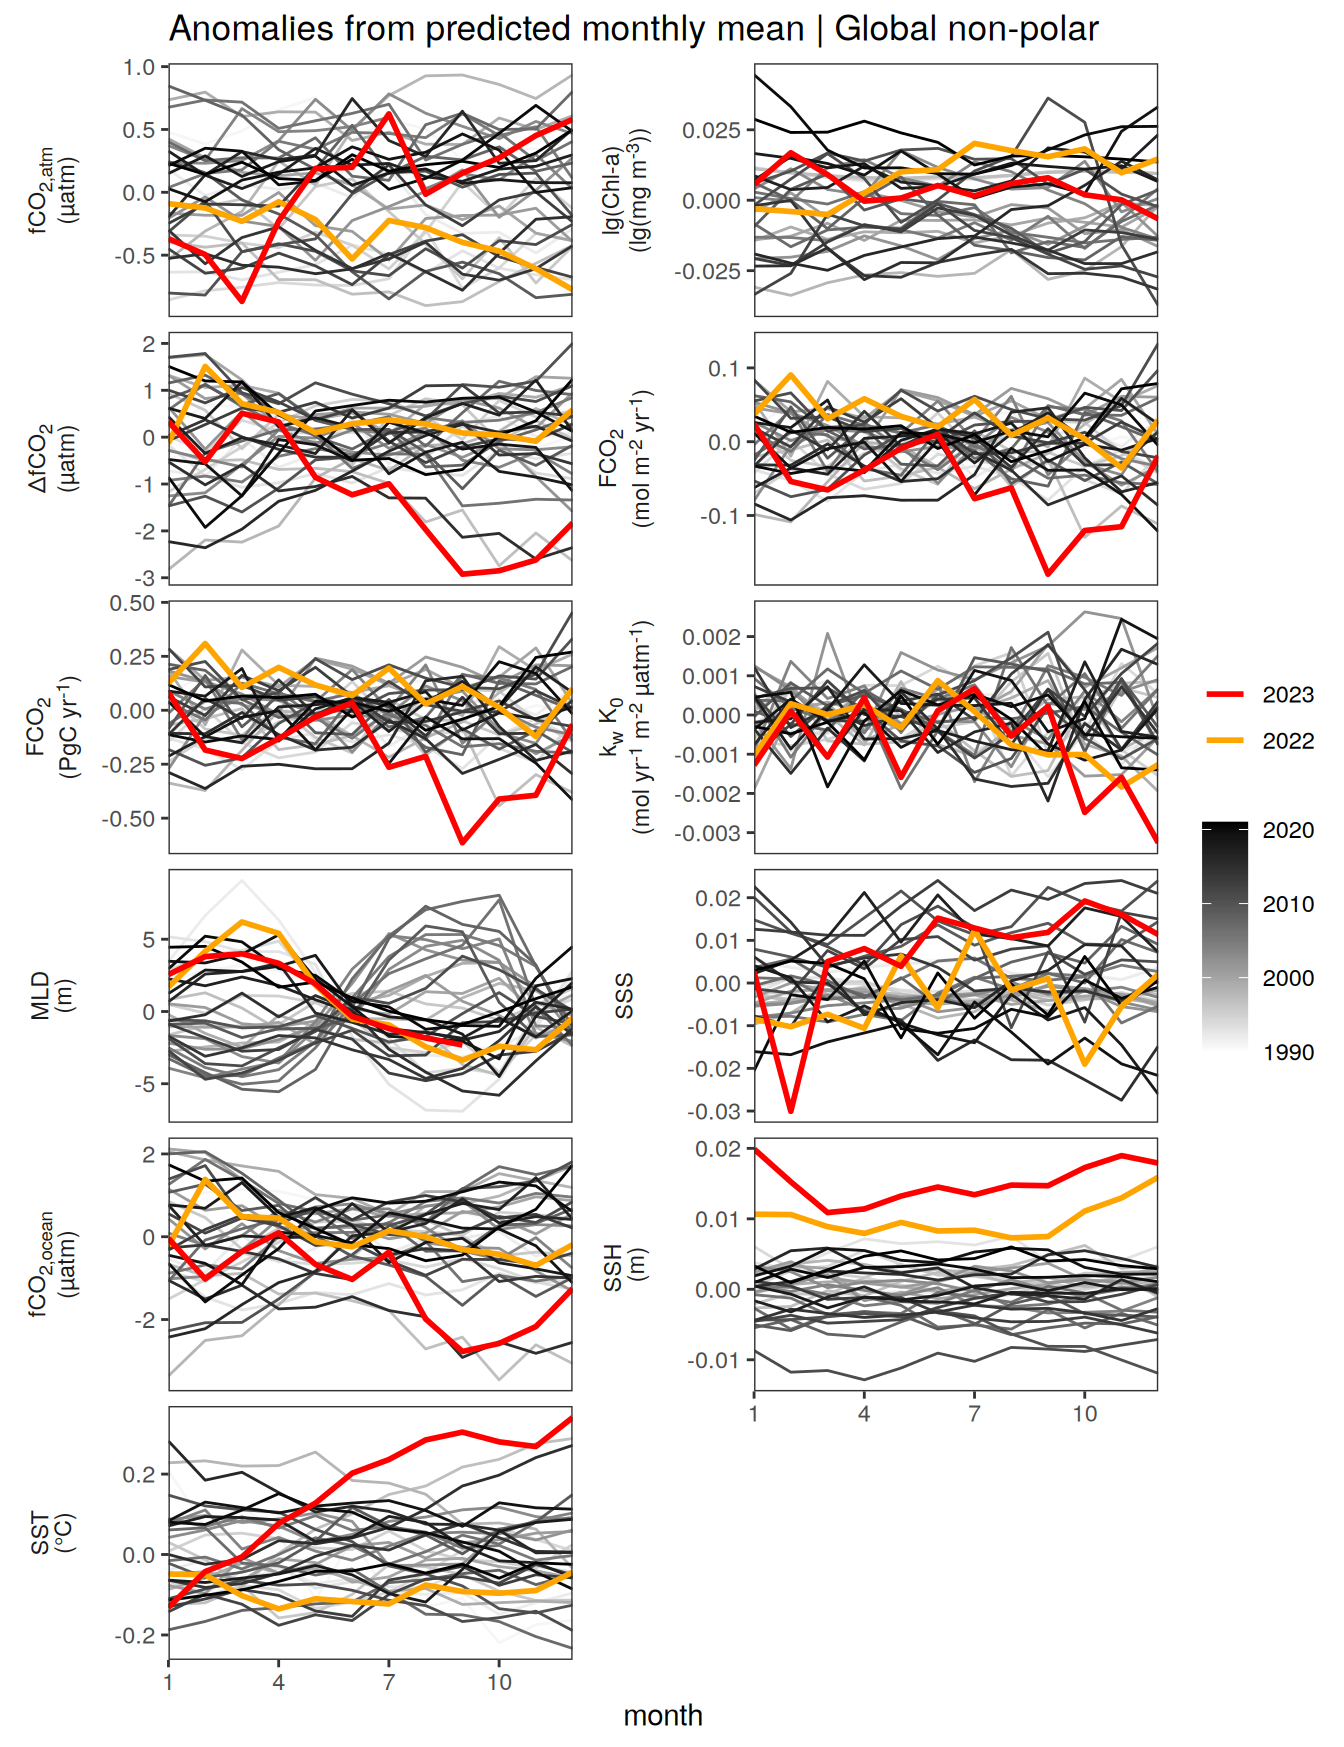 Anomalies from predicted monthly mean | Global non-polar
fCO2,atm
(µatm)
1.0
0.5
0.0
-0.5
lg(Chl-a)
(lg(mg m-3))
0.025
0.000
-0.025
ΔfCO2
(µatm)
2
1
0
-1
-2
-3
FCO2
(mol m-2 yr-1)
0.1
0.0
-0.1
FCO2
(PgC yr-1)
0.50
0.25
0.00
-0.25
-0.50
kw K0
(mol yr-1 m-2 µatm-1)
0.002
0.001
0.000
-0.001
-0.002
-0.003
MLD
(m)
5
0
-5
SSS
0.02
0.01
0.00
-0.01
-0.02
-0.03
fCO2,ocean
(µatm)
2
0
-2
SSH
(m)
0.02
0.01
0.00
-0.01
1 4 7 10
SST
(°C)
0.2
0.0
-0.2
1 4 7 10
month
2023
2022
2020
2010
2000
1990